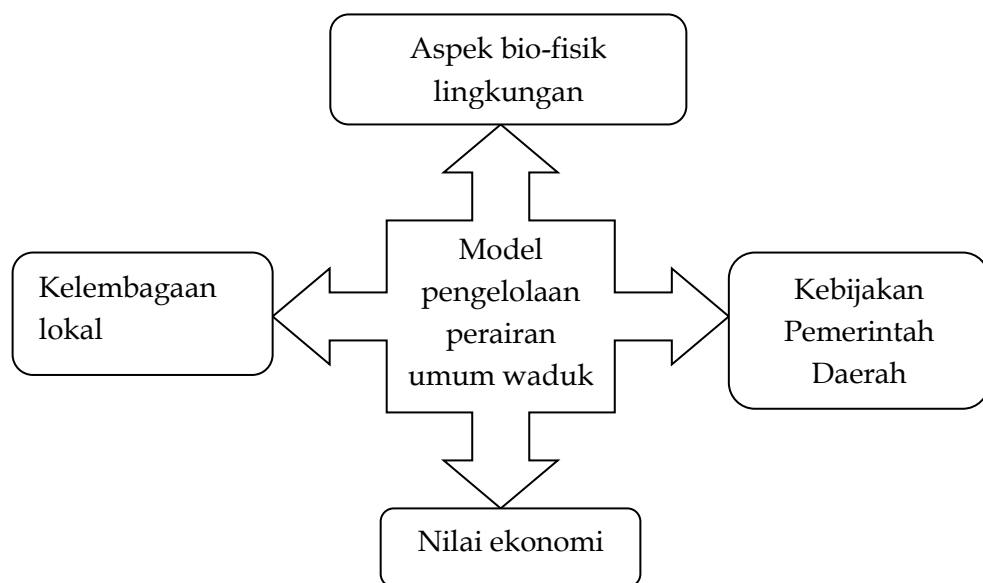 Aspek bio-fisik
lingkungan
Kelembagaan
lokal
Model
pengelolaan
perairan
umum waduk
Kebijakan
Pemerintah
Daerah
Nilai ekonomi